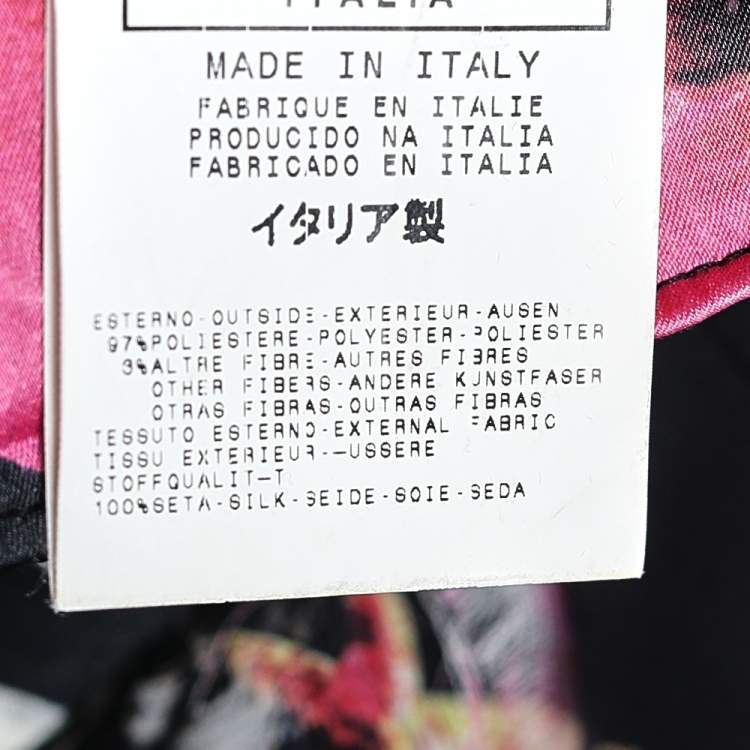 ITALIA
MADE IN ITALY
FABRIQUE EN ITALIE
PRODUCIDO NA ITALIA
FABRICADO EN ITALIA
イタリア製
ESTERNO-OUTSIDE-EXTERIEUR-AUSEN
97%POLIESTERE-POLYESTER-POLIESTER
3%ALTRE FIBRE-AUTRES FIBRES
OTHER FIBERS-ANDERE KUNSTFASER
OTRAS FIBRAS-OUTRAS FIBRAS
TESSUTO ESTERNO-EXTERNAL FABRIC
TISSU EXTERIEUR-–USSERE
STOFFQUALIT–T
100%SETA-SILK-SEIDE-SOIE-SEDA